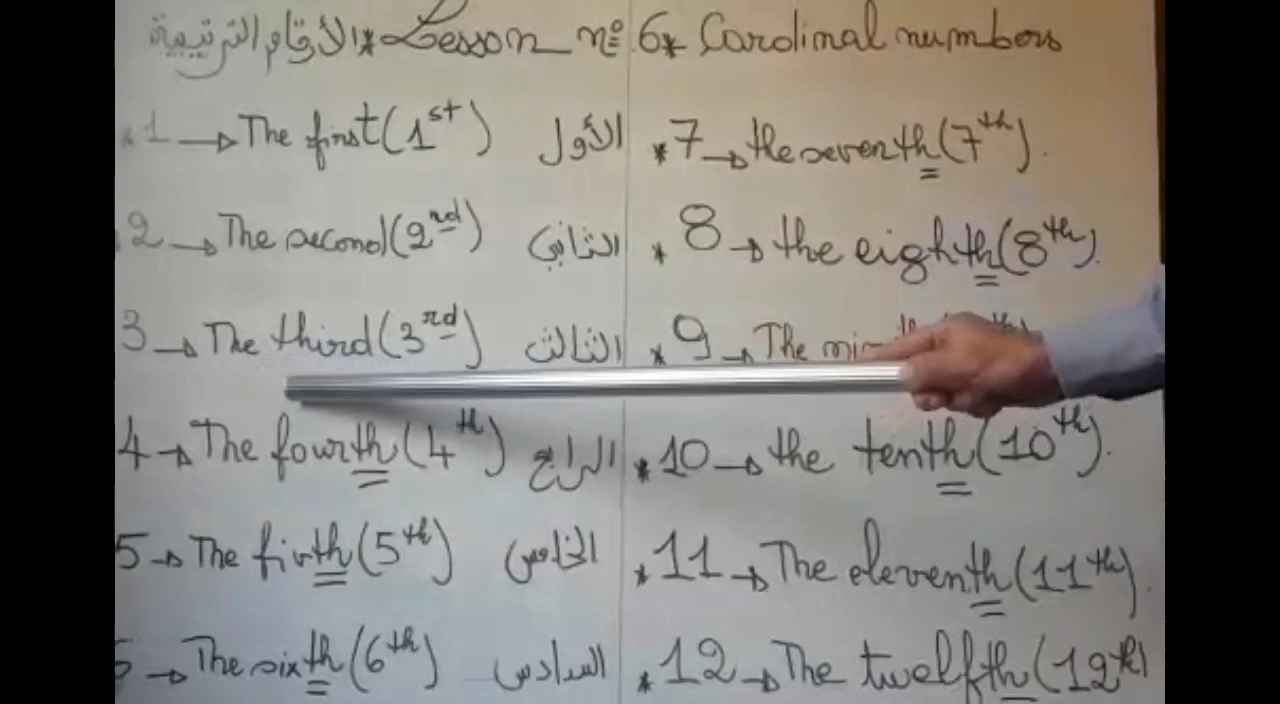 الأرقام الترتيبية * Lesson nº 6 * Cardinal numbers
1 → The first (1st) الأول
2 → The second (2nd) الثاني
3 → The third (3rd) الثالث
4 → The fourth (4th) الرابع
5 → The fivth (5th) الخامس
→ The sixth (6th) السادس
* 7 → the seventh (7th).
* 8 → the eighth (8th).
* 9 → The
* 10 → the tenth (10th).
* 11 → The eleventh (11th).
* 12 → The twelfth (12th)